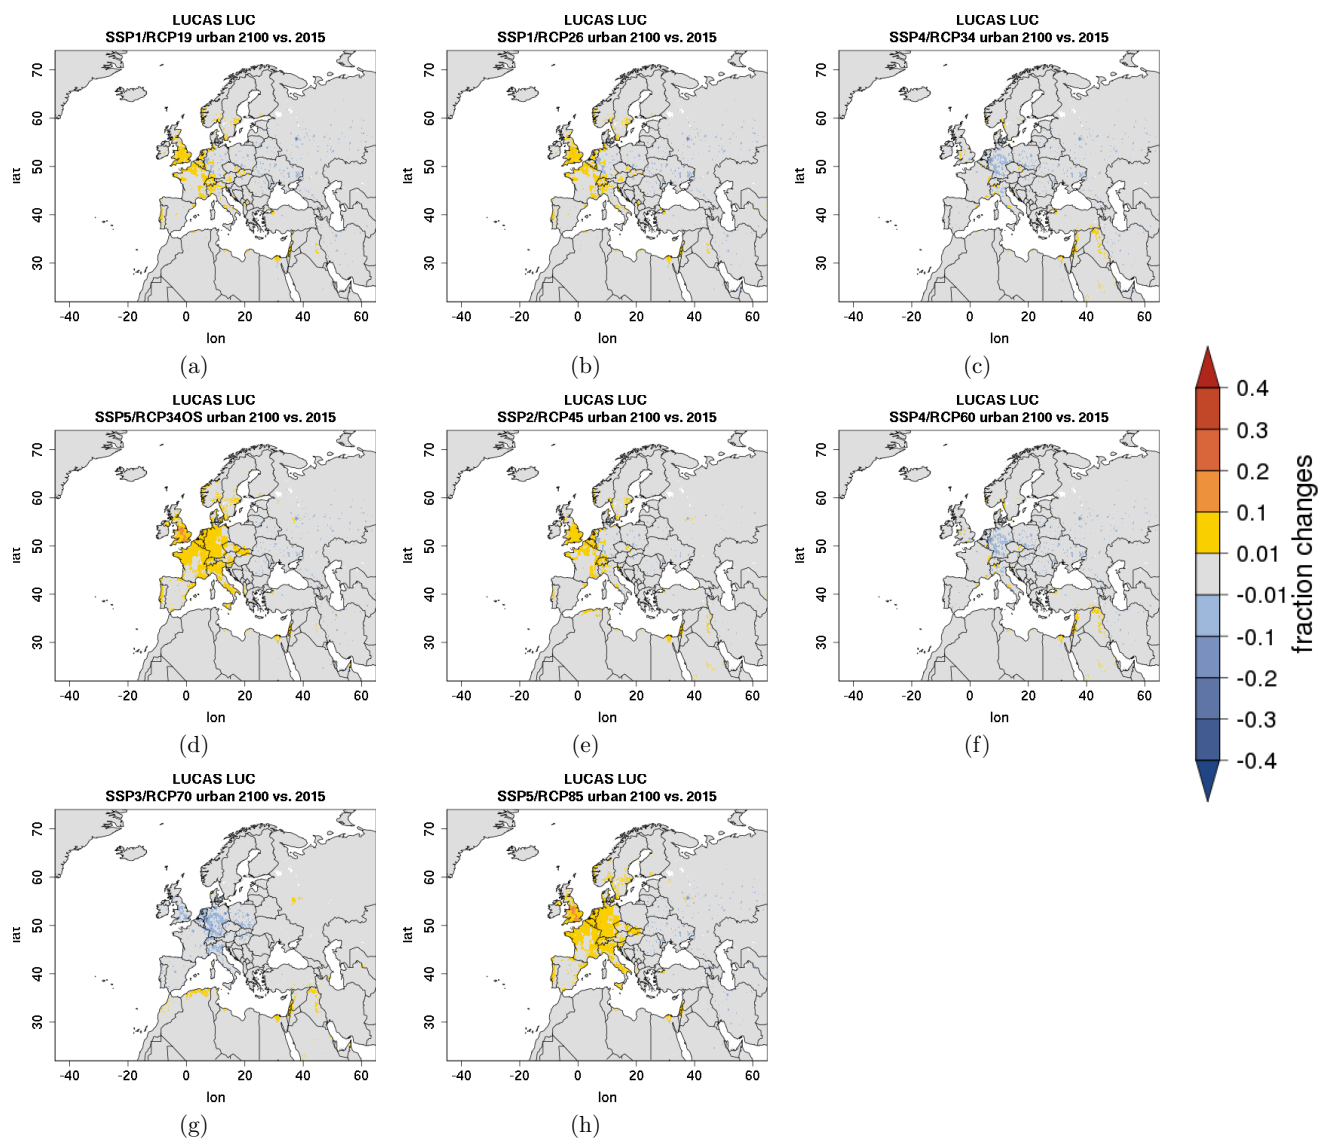 LUCAS LUC
SSP1/RCP19 urban 2100 vs. 2015
70
60
50
40
30
lat
-40 -20 0 20 40 60
lon
(a)
LUCAS LUC
SSP1/RCP26 urban 2100 vs. 2015
70
60
50
40
30
lat
-40 -20 0 20 40 60
lon
(b)
LUCAS LUC
SSP4/RCP34 urban 2100 vs. 2015
70
60
50
40
30
lat
-40 -20 0 20 40 60
lon
(c)
LUCAS LUC
SSP5/RCP34OS urban 2100 vs. 2015
70
60
50
40
30
lat
-40 -20 0 20 40 60
lon
(d)
LUCAS LUC
SSP2/RCP45 urban 2100 vs. 2015
70
60
50
40
30
lat
-40 -20 0 20 40 60
lon
(e)
LUCAS LUC
SSP4/RCP60 urban 2100 vs. 2015
70
60
50
40
30
lat
-40 -20 0 20 40 60
lon
(f)
LUCAS LUC
SSP3/RCP70 urban 2100 vs. 2015
70
60
50
40
30
lat
-40 -20 0 20 40 60
lon
(g)
LUCAS LUC
SSP5/RCP85 urban 2100 vs. 2015
70
60
50
40
30
lat
-40 -20 0 20 40 60
lon
(h)
0.4
0.3
0.2
0.1
0.01
-0.01
-0.1
-0.2
-0.3
-0.4
fraction changes